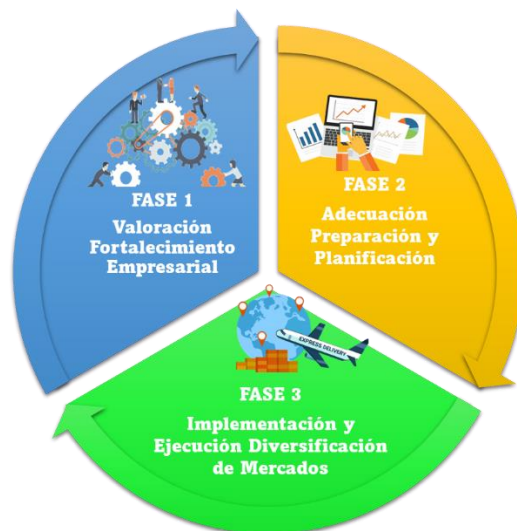 FASE 1
Valoración
Fortalecimiento
Empresarial
FASE 2
Adecuación
Preparación y
Planificación
EXPRESS DELIVERY
FASE 3
Implementación y
Ejecución Diversificación
de Mercados